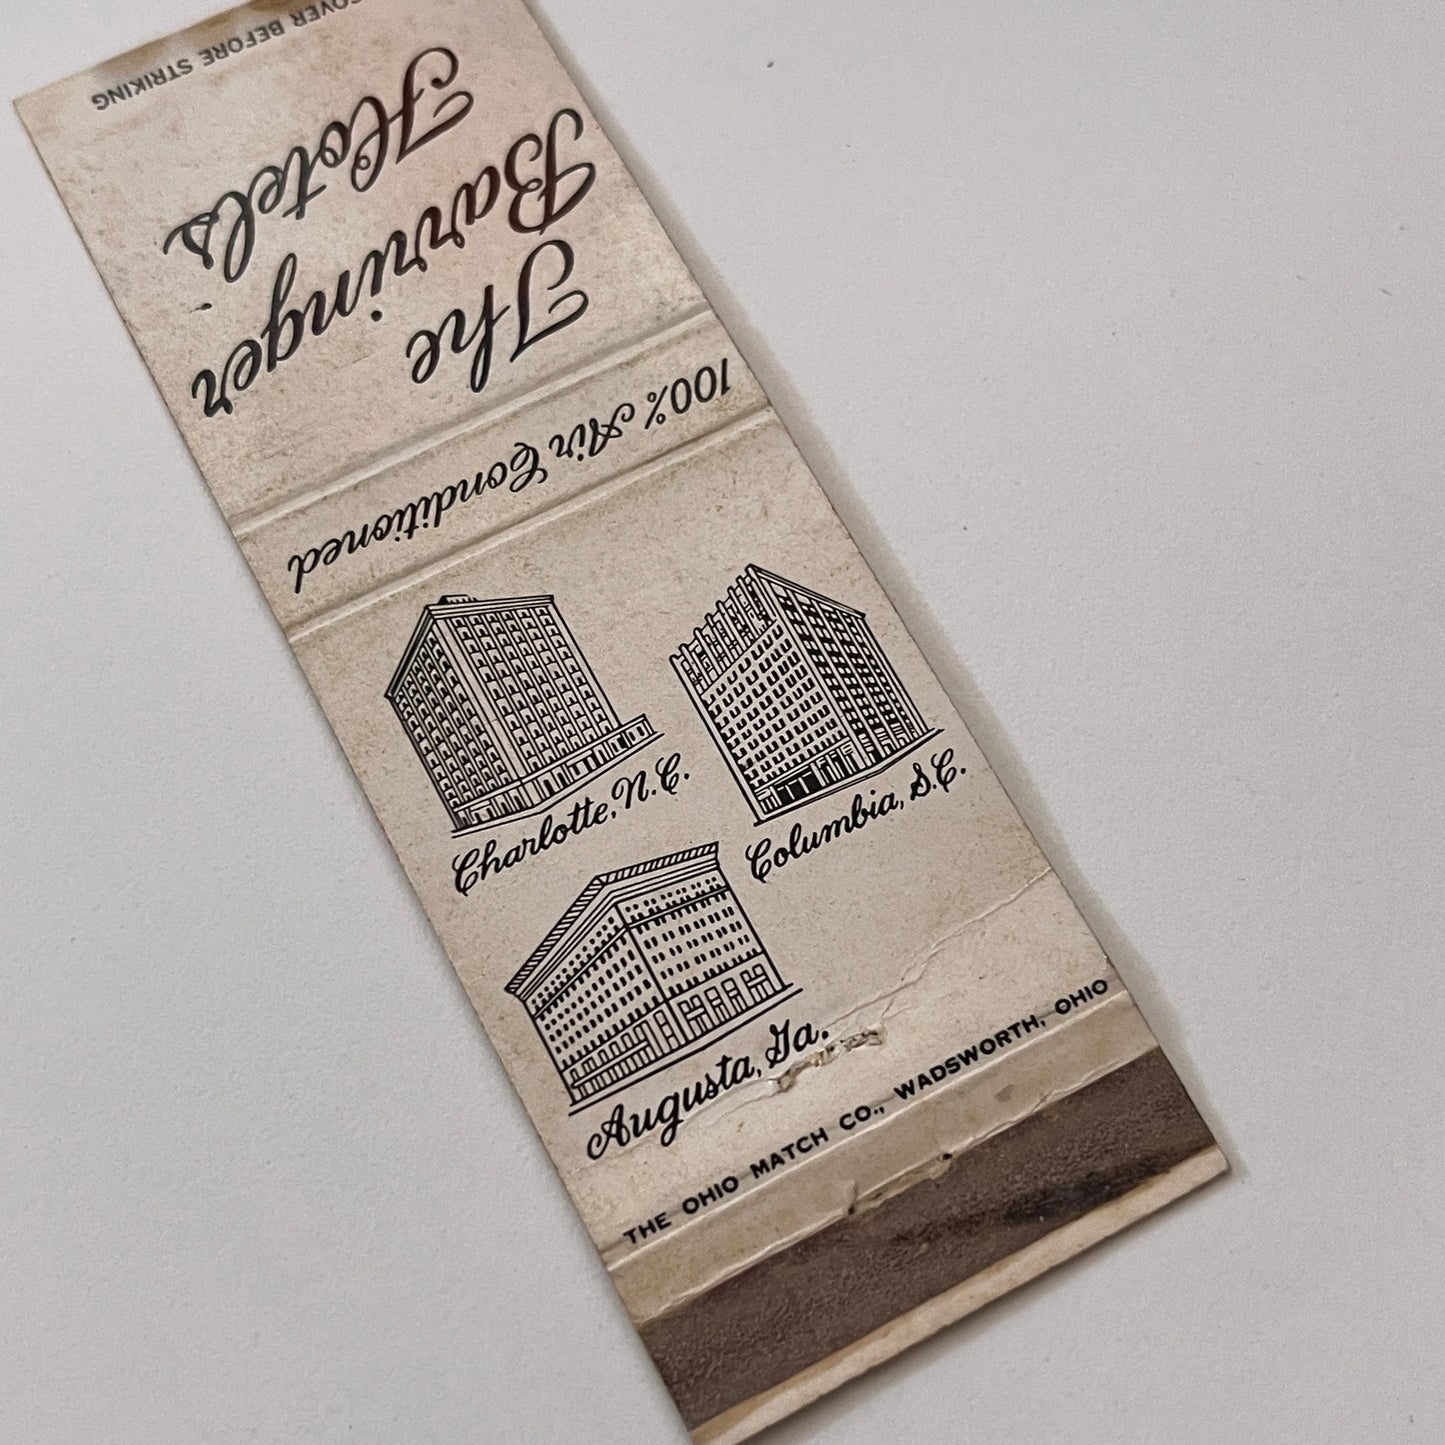 The
Barringer
Hotels
COVER BEFORE STRIKING
100% Air Conditioned
Charlotte, N.C.
Columbia, S.C.
Augusta, Ga.
THE OHIO MATCH CO., WADSWORTH, OHIO